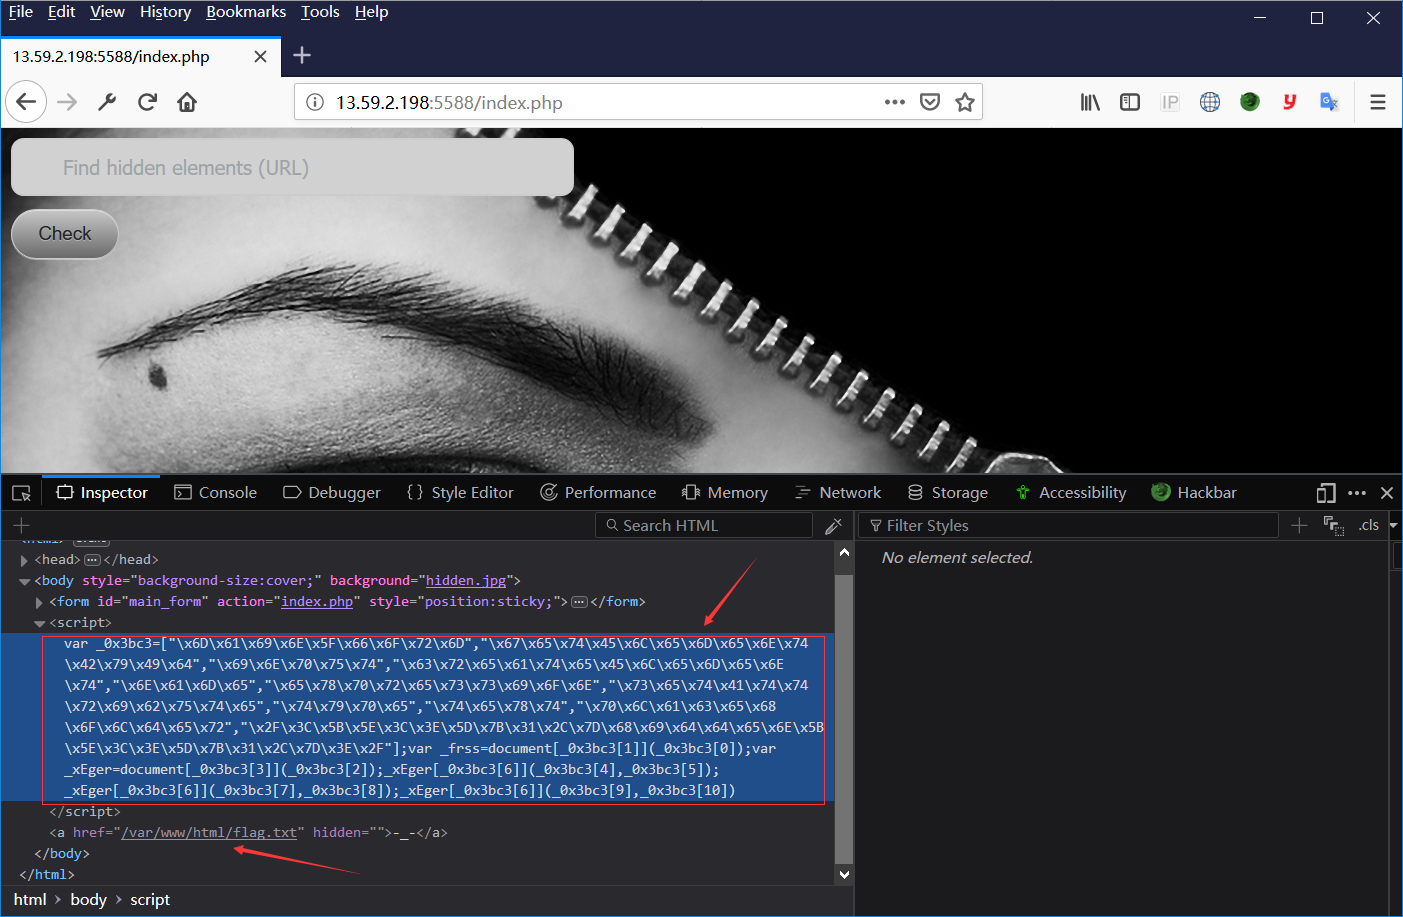 File Edit View History Bookmarks Tools Help
13.59.2.198:5588/index.php
13.59.2.198:5588/index.php
IP
Find hidden elements (URL)
Check
Inspector Console Debugger Style Editor Performance Memory Network Storage Accessibility Hackbar
Search HTML
Filter Styles
.cls
<head></head>
No element selected.
<body style="background-size:cover;" background="hidden.jpg">
<form id="main_form" action="index.php" style="position:sticky;"></form>
<script>
var _0x3bc3=["\x6D\x61\x69\x6E\x5F\x66\x6F\x72\x6D","\x67\x65\x74\x45\x6C\x65\x6D\x65\x6E\x74
\x42\x79\x49\x64","\x69\x6E\x70\x75\x74","\x63\x72\x65\x61\x74\x65\x45\x6C\x65\x6D\x65\x6E
\x74","\x6E\x61\x6D\x65","\x65\x78\x70\x72\x65\x73\x73\x69\x6F\x6E","\x73\x65\x74\x41\x74\x74
\x72\x69\x62\x75\x74\x65","\x74\x79\x70\x65","\x74\x65\x78\x74","\x70\x6C\x61\x63\x65\x68
\x6F\x6C\x64\x65\x72","\x2F\x3C\x5B\x5E\x3C\x3E\x5D\x7B\x31\x2C\x7D\x68\x69\x64\x64\x65\x6E\x5B
\x5E\x3C\x3E\x5D\x7B\x31\x2C\x7D\x3E\x2F"];var _frss=document[_0x3bc3[1]](_0x3bc3[0]);var
_xEger=document[_0x3bc3[3]](_0x3bc3[2]);_xEger[_0x3bc3[6]](_0x3bc3[4],_0x3bc3[5]);
_xEger[_0x3bc3[6]](_0x3bc3[7],_0x3bc3[8]);_xEger[_0x3bc3[6]](_0x3bc3[9],_0x3bc3[10])
</script>
<a href="/var/www/html/flag.txt" hidden="">-_-</a>
</body>
</html>
html > body > script